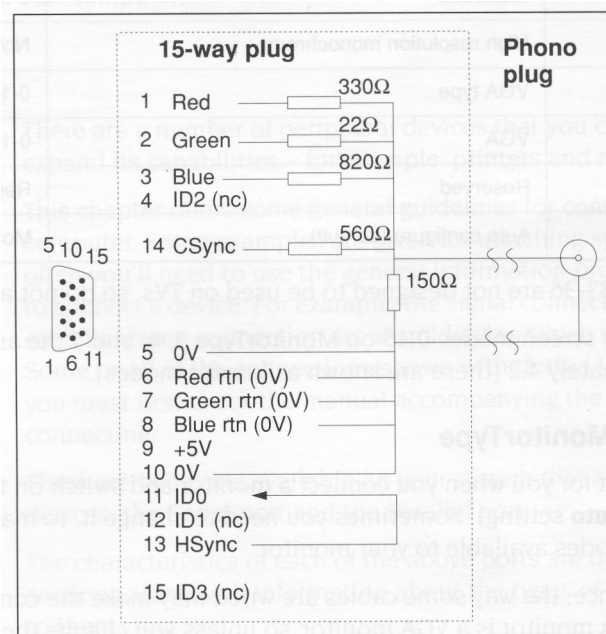 15-way plug
Phono
plug
1 Red 330Ω
2 Green 22Ω
3 Blue 820Ω
4 ID2 (nc)
14 CSync 560Ω
150Ω
5 10 15
1 6 11
5 0V
6 Red rtn (0V)
7 Green rtn (0V)
8 Blue rtn (0V)
9 +5V
10 0V
11 ID0
12 ID1 (nc)
13 HSync
15 ID3 (nc)